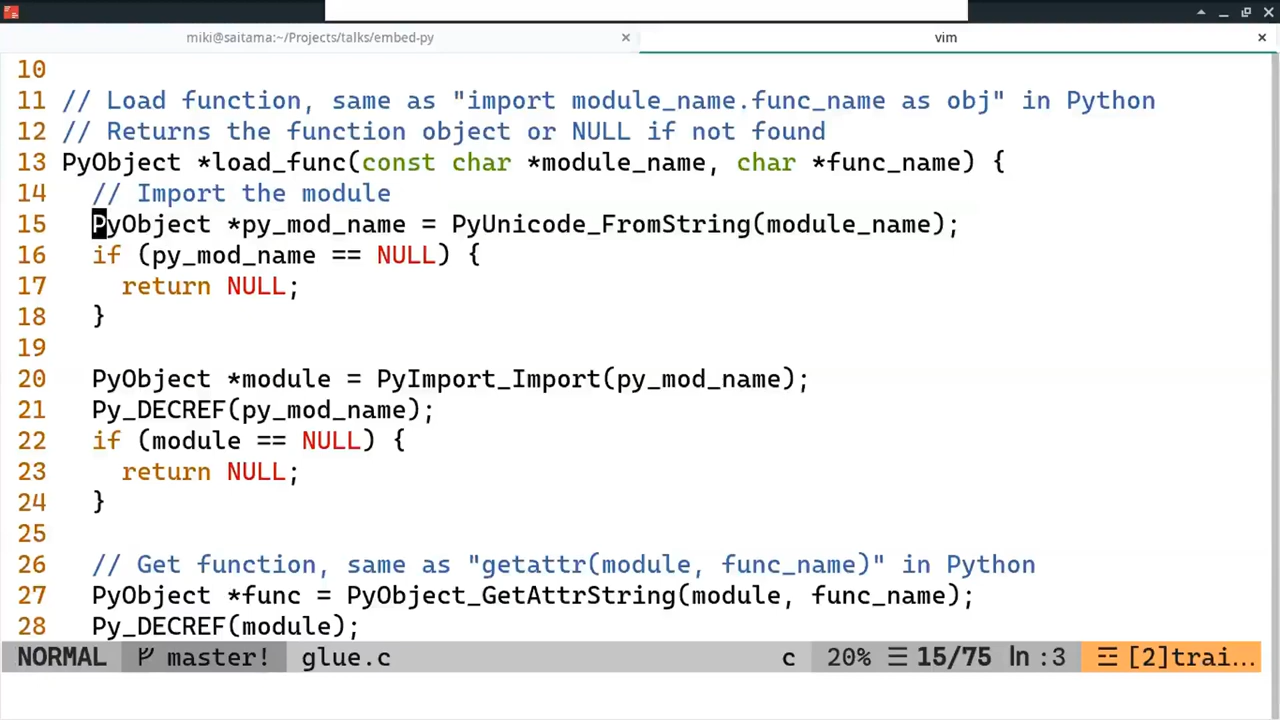 miki@saitama:~/Projects/talks/embed-py
vim
10
11 // Load function, same as "import module_name.func_name as obj" in Python
12 // Returns the function object or NULL if not found
13 PyObject *load_func(const char *module_name, char *func_name) {
14   // Import the module
15   PyObject *py_mod_name = PyUnicode_FromString(module_name);
16   if (py_mod_name == NULL) {
17     return NULL;
18   }
19
20   PyObject *module = PyImport_Import(py_mod_name);
21   Py_DECREF(py_mod_name);
22   if (module == NULL) {
23     return NULL;
24   }
25
26   // Get function, same as "getattr(module, func_name)" in Python
27   PyObject *func = PyObject_GetAttrString(module, func_name);
28   Py_DECREF(module);
NORMAL master! glue.c c 20% ☰ 15/75 ln :3 ☲ [2]trai...